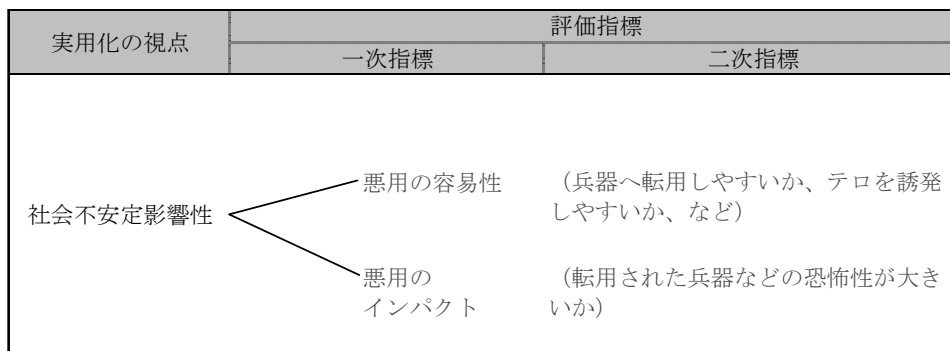 実用化の視点
評価指標
一次指標
二次指標
社会不安定影響性
悪用の容易性
（兵器へ転用しやすいか、テロを誘発
しやすいか、など）
悪用の
インパクト
（転用された兵器などの恐怖性が大き
いか）